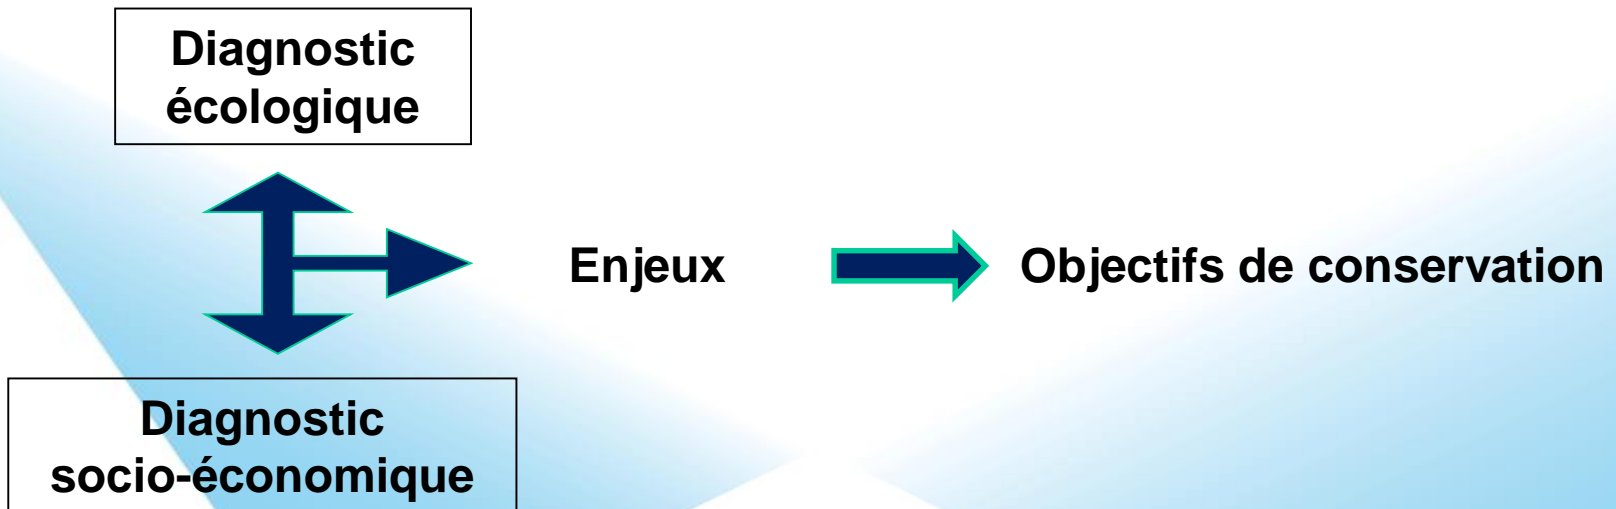 Diagnostic
écologique
Enjeux
Objectifs de conservation
Diagnostic
socio-économique